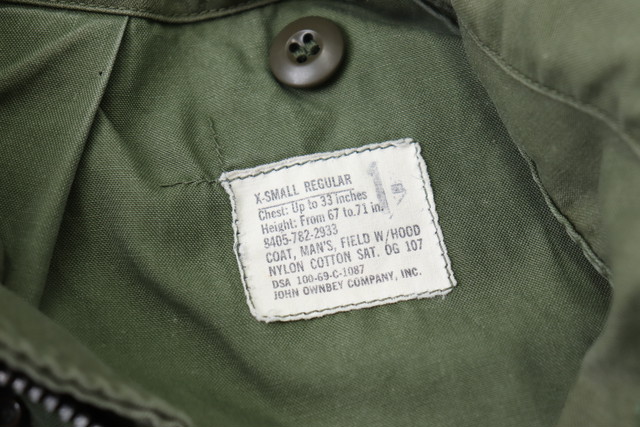 X-SMALL REGULAR
Chest: Up to 33 inches
Height: From 67 to 71 in.
8405-782-2933
COAT, MAN'S, FIELD W/HOOD
NYLON COTTON SAT. OG 107
DSA 100-69-C-1087
JOHN OWNBEY COMPANY, INC.